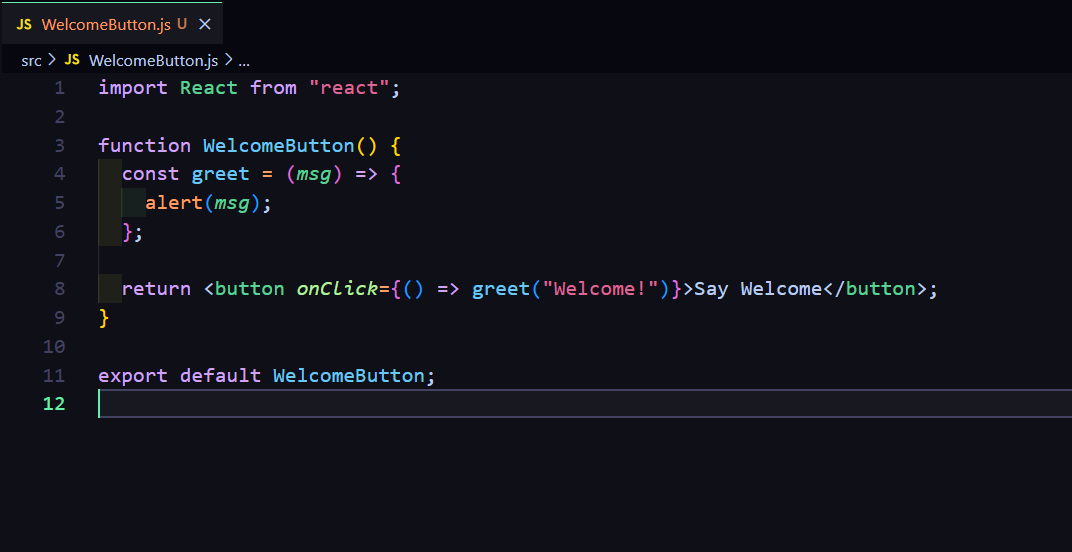 JS WelcomeButton.js U ×
src > JS WelcomeButton.js > ...
1 import React from "react";
2
3 function WelcomeButton() {
4   const greet = (msg) => {
5     alert(msg);
6   };
7
8   return <button onClick={() => greet("Welcome!")}>Say Welcome</button>;
9 }
10
11 export default WelcomeButton;
12